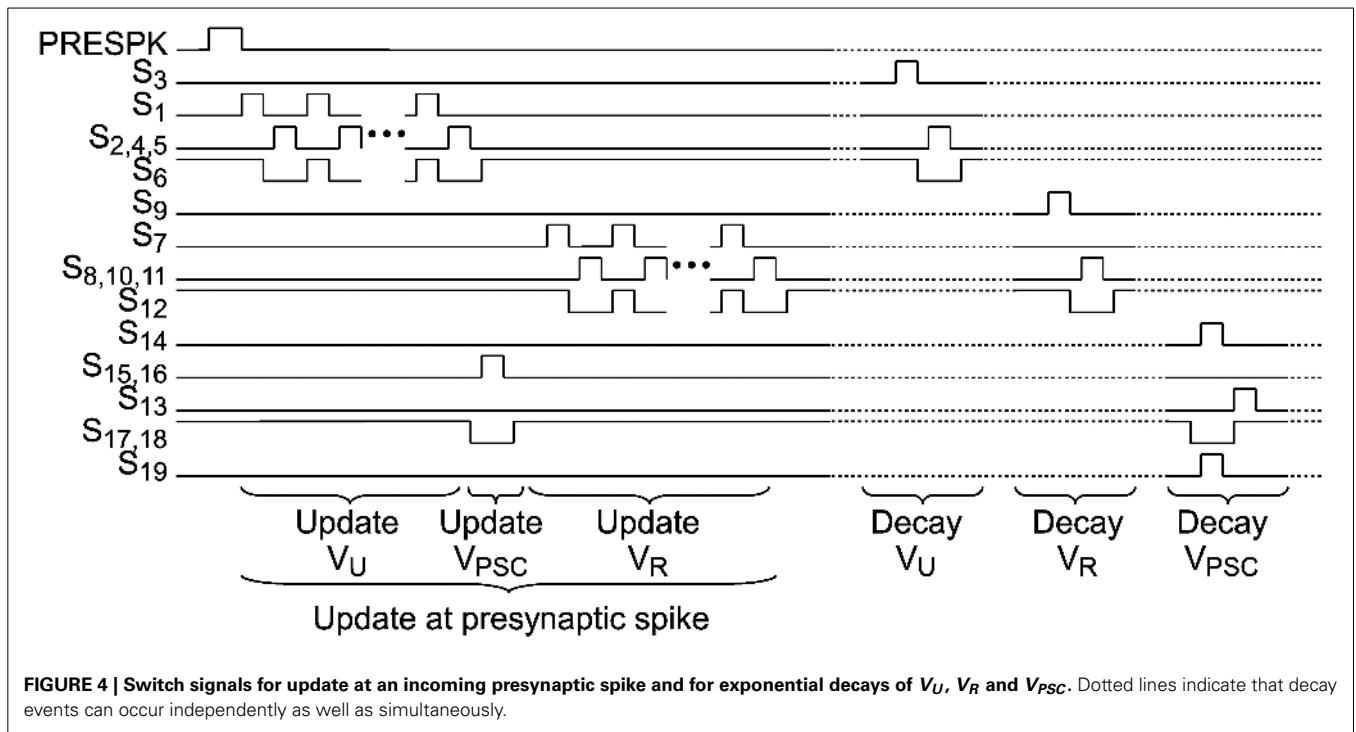 PRESPK
S3
S1
S2,4,5
S6
S9
S7
S8,10,11
S12
S14
S15,16
S13
S17,18
S19
Update VU
Update VPSC
Update VR
Decay VU
Decay VR
Decay VPSC
Update at presynaptic spike
FIGURE 4 | Switch signals for update at an incoming presynaptic spike and for exponential decays of VU, VR and VPSC. Dotted lines indicate that decay
events can occur independently as well as simultaneously.